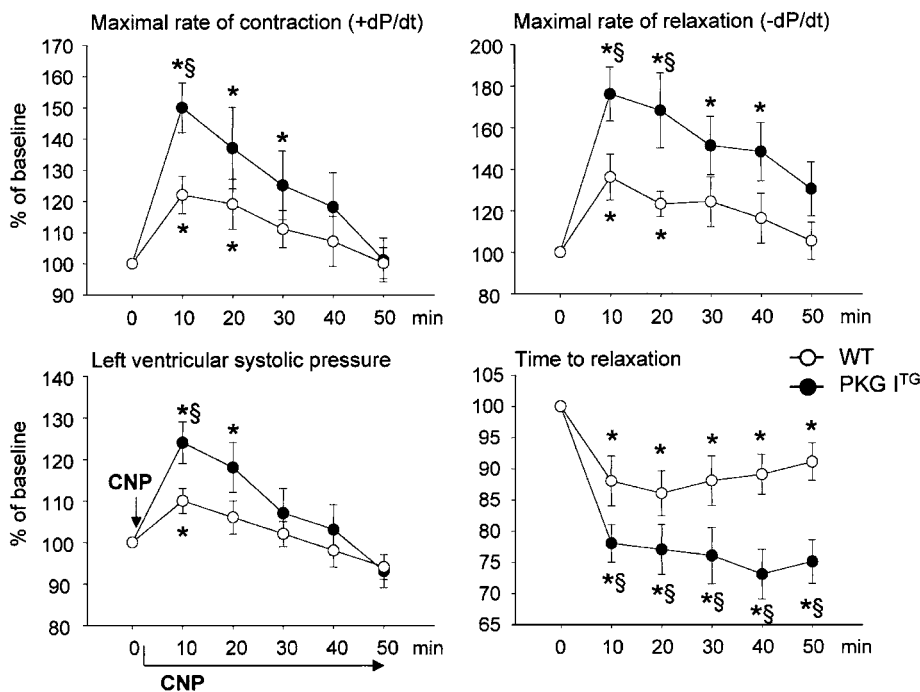 Maximal rate of contraction (+dP/dt)
160
150
140
130
120
110
100
90
% of baseline
*§
*
*
*
*
0 10 20 30 40 50 min
Maximal rate of relaxation (-dP/dt)
200
180
160
140
120
100
80
*§
*§
*
*
*
*
0 10 20 30 40 50 min
Left ventricular systolic pressure
140
130
120
110
100
90
80
% of baseline
CNP
*§
*
*
0 10 20 30 40 50 min
CNP
Time to relaxation
WT
PKG I^TG
105
100
95
90
85
80
75
70
65
* * * * *
*§ *§ *§ *§ *§
0 10 20 30 40 50 min